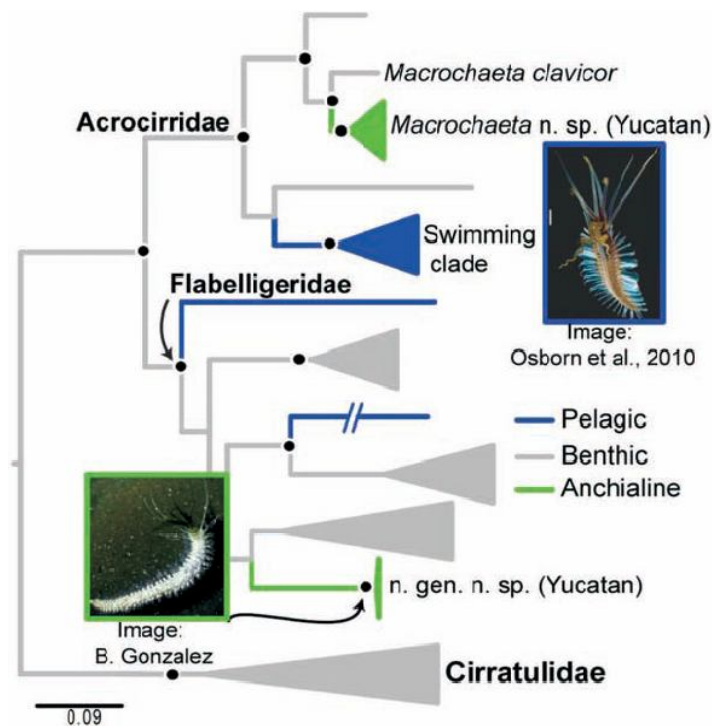 Macrochaeta clavicor
Acrocirridae
Macrochaeta n. sp. (Yucatan)
Swimming
clade
Flabelligeridae
Image:
Osborn et al., 2010
Pelagic
Benthic
Anchialine
n. gen. n. sp. (Yucatan)
Image:
B. Gonzalez
Cirratulidae
0.09